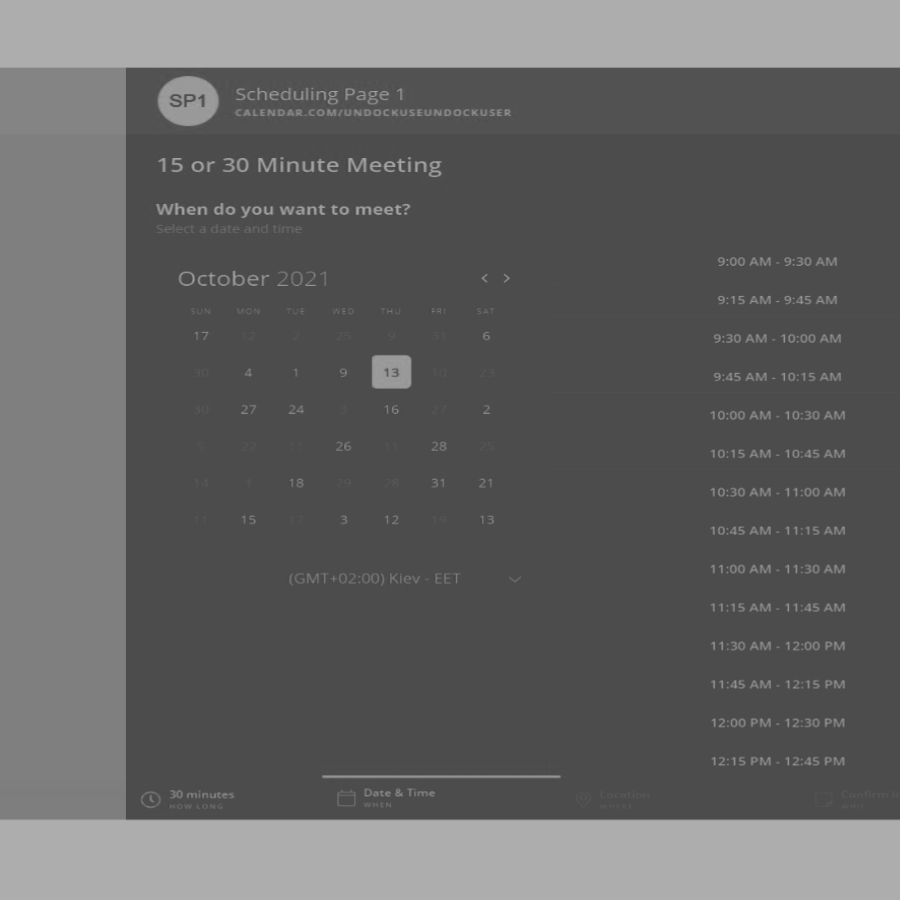 SP1
Scheduling Page 1
CALENDAR.COM/UNDOCKUSEUNDOCKUSER
15 or 30 Minute Meeting
When do you want to meet?
Select a date and time
October 2021
< >
SUN MON TUE WED THU FRI SAT
17 12 2 25 9 31 6
30 4 1 9 13 10 23
30 27 24 16 27 2
5 22 11 26 11 28
14 18 29 28 31 21
15 3 12 19 13
(GMT+02:00) Kiev - EET
9:00 AM - 9:30 AM
9:15 AM - 9:45 AM
9:30 AM - 10:00 AM
9:45 AM - 10:15 AM
10:00 AM - 10:30 AM
10:15 AM - 10:45 AM
10:30 AM - 11:00 AM
10:45 AM - 11:15 AM
11:00 AM - 11:30 AM
11:15 AM - 11:45 AM
11:30 AM - 12:00 PM
11:45 AM - 12:15 PM
12:00 PM - 12:30 PM
12:15 PM - 12:45 PM
30 minutes
HOW LONG
Date & Time
WHEN
Location